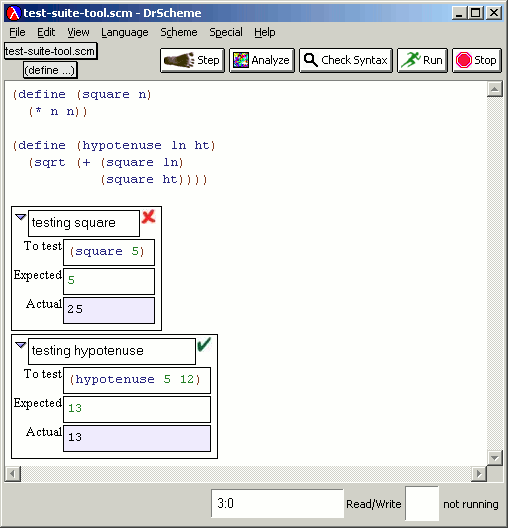 test-suite-tool.scm - DrScheme
File Edit View Language Scheme Special Help
test-suite-tool.scm
(define ...)
Step Analyze Check Syntax Run Stop
(define (square n)
(* n n))
(define (hypotenuse ln ht)
(sqrt (+ (square ln)
(square ht))))
testing square
To test (square 5)
Expected 5
Actual 25
testing hypotenuse
To test (hypotenuse 5 12)
Expected 13
Actual 13
3:0 Read/Write not running